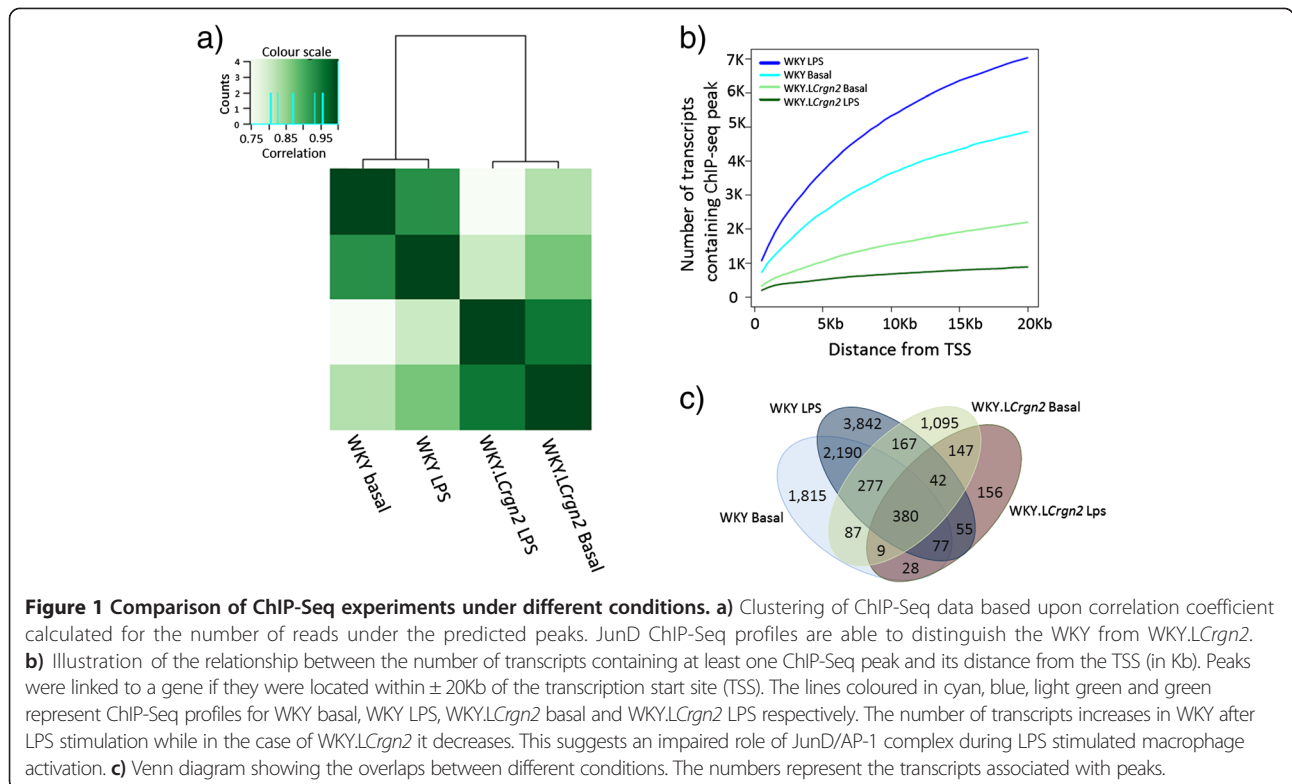 a)
Colour scale
Counts
4
3
2
1
0
0.75 0.85 0.95
Correlation
WKY basal
WKY LPS
WKY.LCrgn2 LPS
WKY.LCrgn2 Basal
b)
Number of transcripts
containing ChIP-seq peak
7K
6K
5K
4K
3K
2K
1K
0
WKY LPS
WKY Basal
WKY.LCrgn2 Basal
WKY.LCrgn2 LPS
0 5Kb 10Kb 15Kb 20Kb
Distance from TSS
c)
WKY LPS
WKY.LCrgn2 Basal
3,842
1,095
167
147
2,190
42
277
156
1,815
WKY.LCrgn2 Lps
WKY Basal
380
55
87
77
9
28
Figure 1 Comparison of ChIP-Seq experiments under different conditions. a) Clustering of ChIP-Seq data based upon correlation coefficient
calculated for the number of reads under the predicted peaks. JunD ChIP-Seq profiles are able to distinguish the WKY from WKY.LCrgn2.
b) Illustration of the relationship between the number of transcripts containing at least one ChIP-Seq peak and its distance from the TSS (in Kb). Peaks
were linked to a gene if they were located within ± 20Kb of the transcription start site (TSS). The lines coloured in cyan, blue, light green and green
represent ChIP-Seq profiles for WKY basal, WKY LPS, WKY.LCrgn2 basal and WKY.LCrgn2 LPS respectively. The number of transcripts increases in WKY after
LPS stimulation while in the case of WKY.LCrgn2 it decreases. This suggests an impaired role of JunD/AP-1 complex during LPS stimulated macrophage
activation. c) Venn diagram showing the overlaps between different conditions. The numbers represent the transcripts associated with peaks.